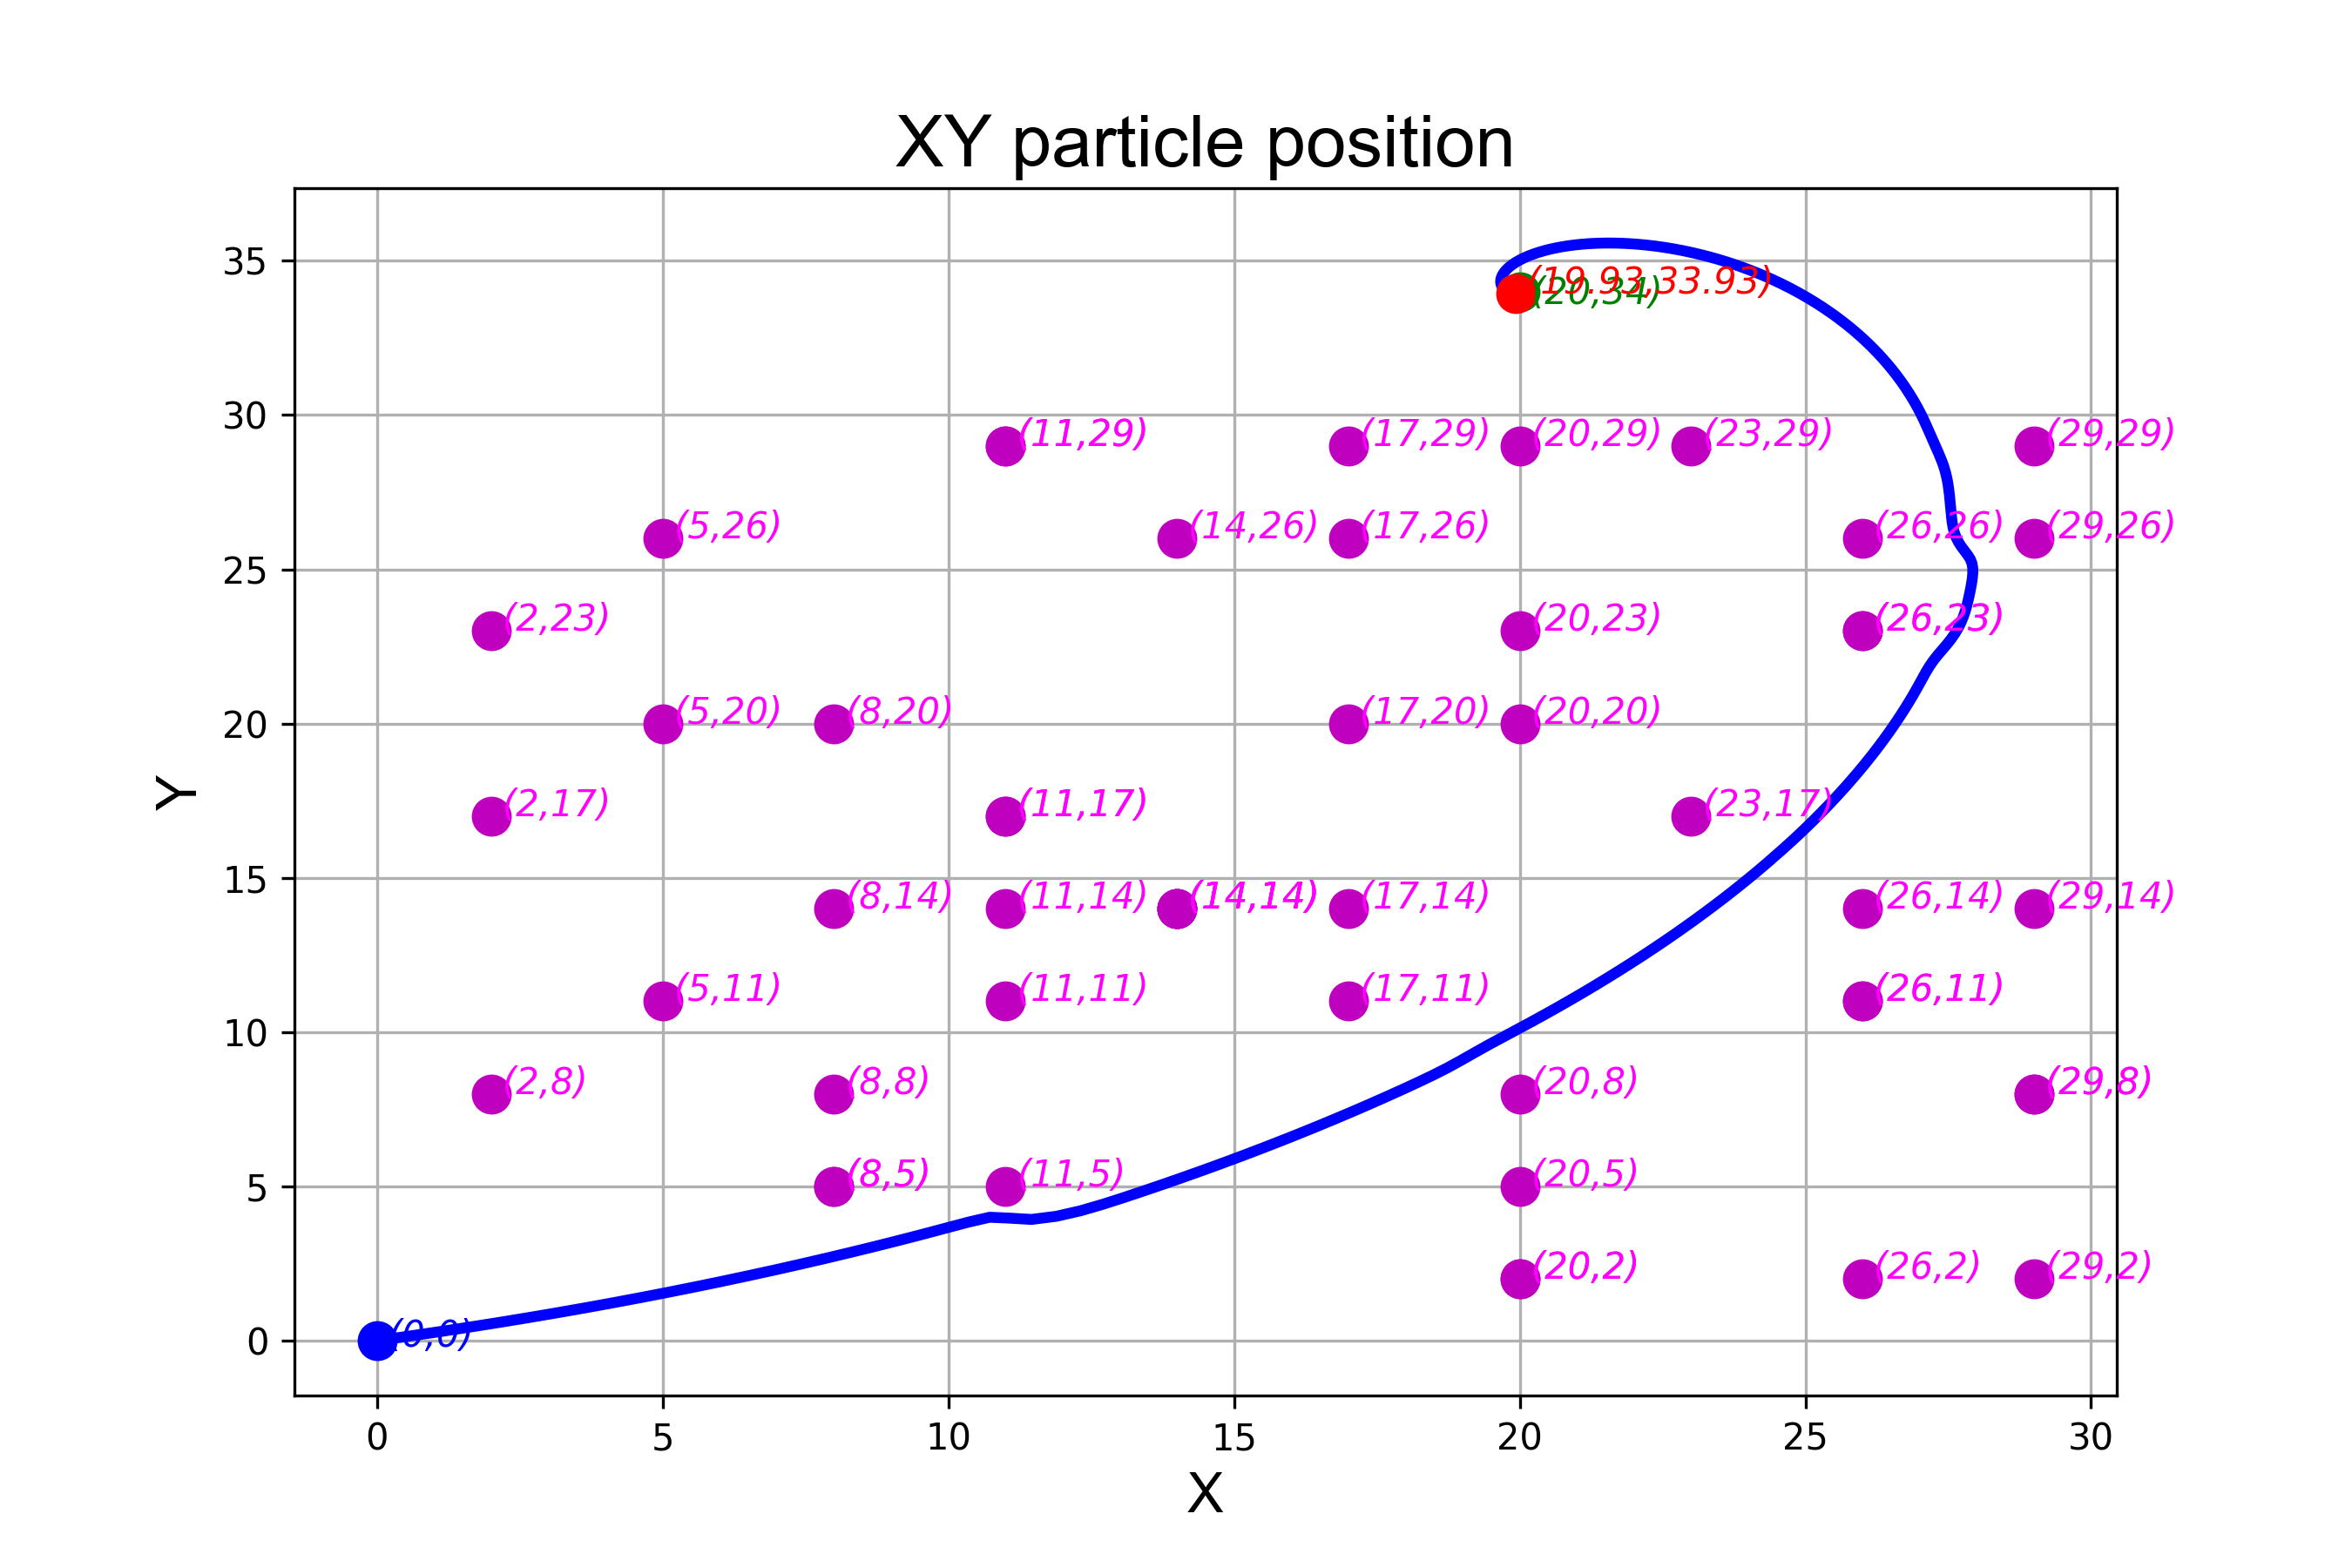 XY particle position
35
(19.93,33.93)
(20,34)
30
(11,29) (17,29) (20,29) (23,29) (29,29)
(5,26) (14,26) (17,26) (26,26) (29,26)
25
(2,23) (20,23) (26,23)
20
(5,20) (8,20) (17,20) (20,20)
(2,17) (11,17) (23,17)
15
(8,14) (11,14) (14,14) (17,14) (26,14) (29,14)
(5,11) (11,11) (17,11) (26,11)
10
(2,8) (8,8) (20,8) (29,8)
5
(8,5) (11,5) (20,5)
(20,2) (26,2) (29,2)
0
(0,0)
0 5 10 15 20 25 30
X
Y